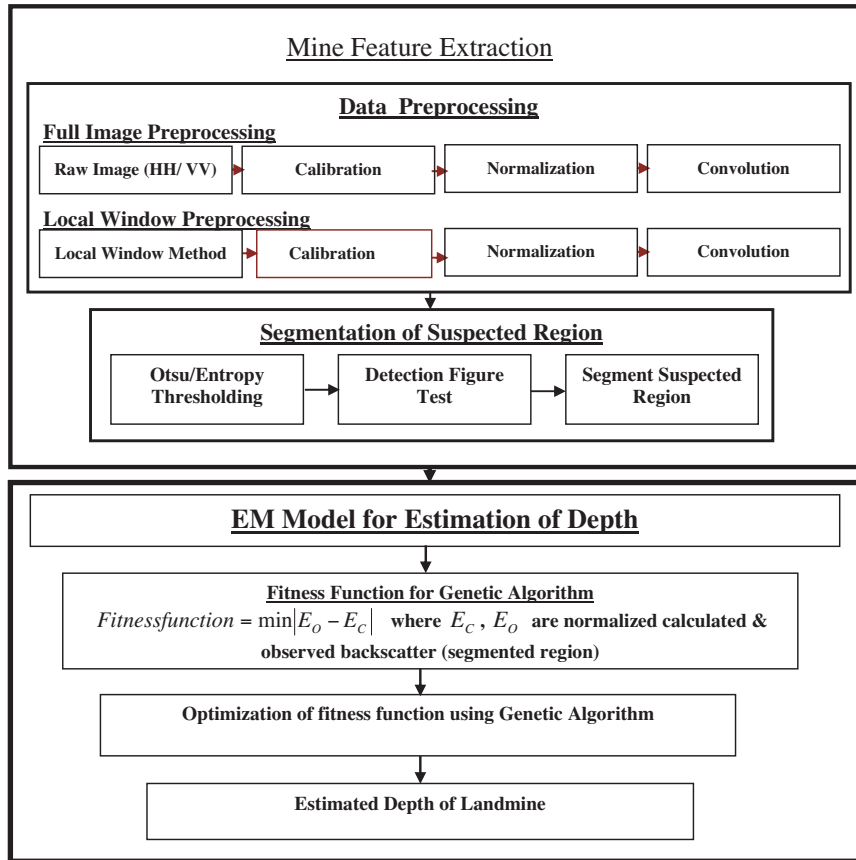 Mine Feature Extraction
Data Preprocessing
Full Image Preprocessing
Raw Image (HH/ VV)
Calibration
Normalization
Convolution
Local Window Preprocessing
Local Window Method
Calibration
Normalization
Convolution
Segmentation of Suspected Region
Otsu/Entropy
Thresholding
Detection Figure
Test
Segment Suspected
Region
EM Model for Estimation of Depth
Fitness Function for Genetic Algorithm
Fitnessfunction = min|E_O − E_C| where E_C , E_O are normalized calculated &
observed backscatter (segmented region)
Optimization of fitness function using Genetic Algorithm
Estimated Depth of Landmine